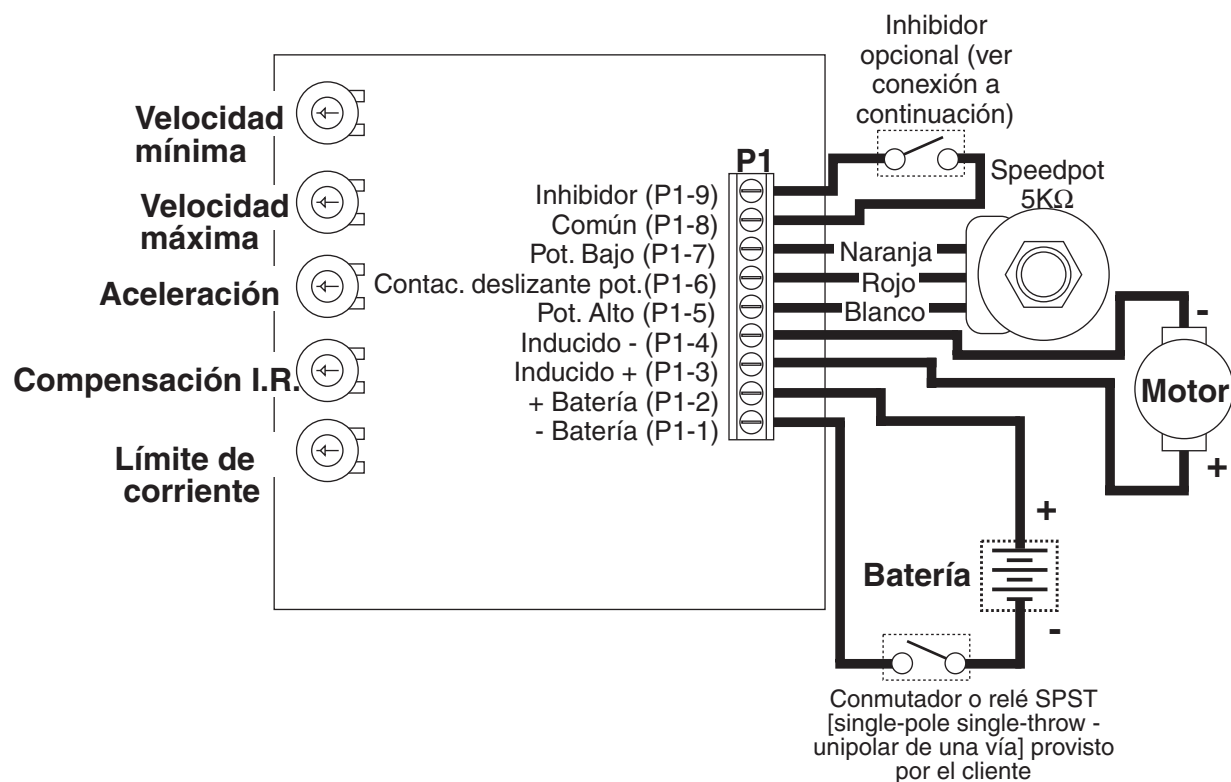 Inhibidor
opcional (ver
conexión a
continuación)
Velocidad
mínima
Velocidad
máxima
Aceleración
Compensación I.R.
Límite de
corriente
P1
Inhibidor (P1-9)
Común (P1-8)
Pot. Bajo (P1-7)
Contac. deslizante pot.(P1-6)
Pot. Alto (P1-5)
Inducido - (P1-4)
Inducido + (P1-3)
+ Batería (P1-2)
- Batería (P1-1)
Speedpot
5KΩ
Naranja
Rojo
Blanco
-
Motor
+
+
Batería
-
Conmutador o relé SPST
[single-pole single-throw -
unipolar de una vía] provisto
por el cliente